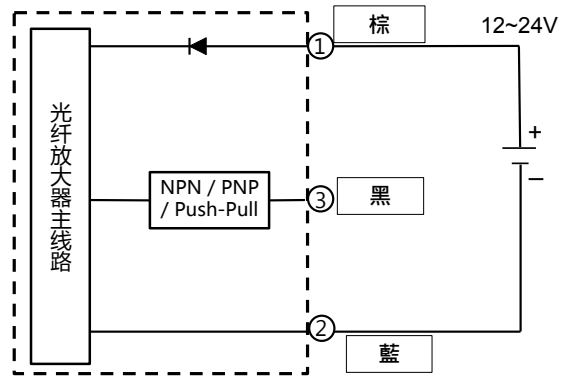 棕
12~24V
①
+
−
光纤放大器主线路
NPN / PNP
/ Push-Pull
③
黑
②
藍